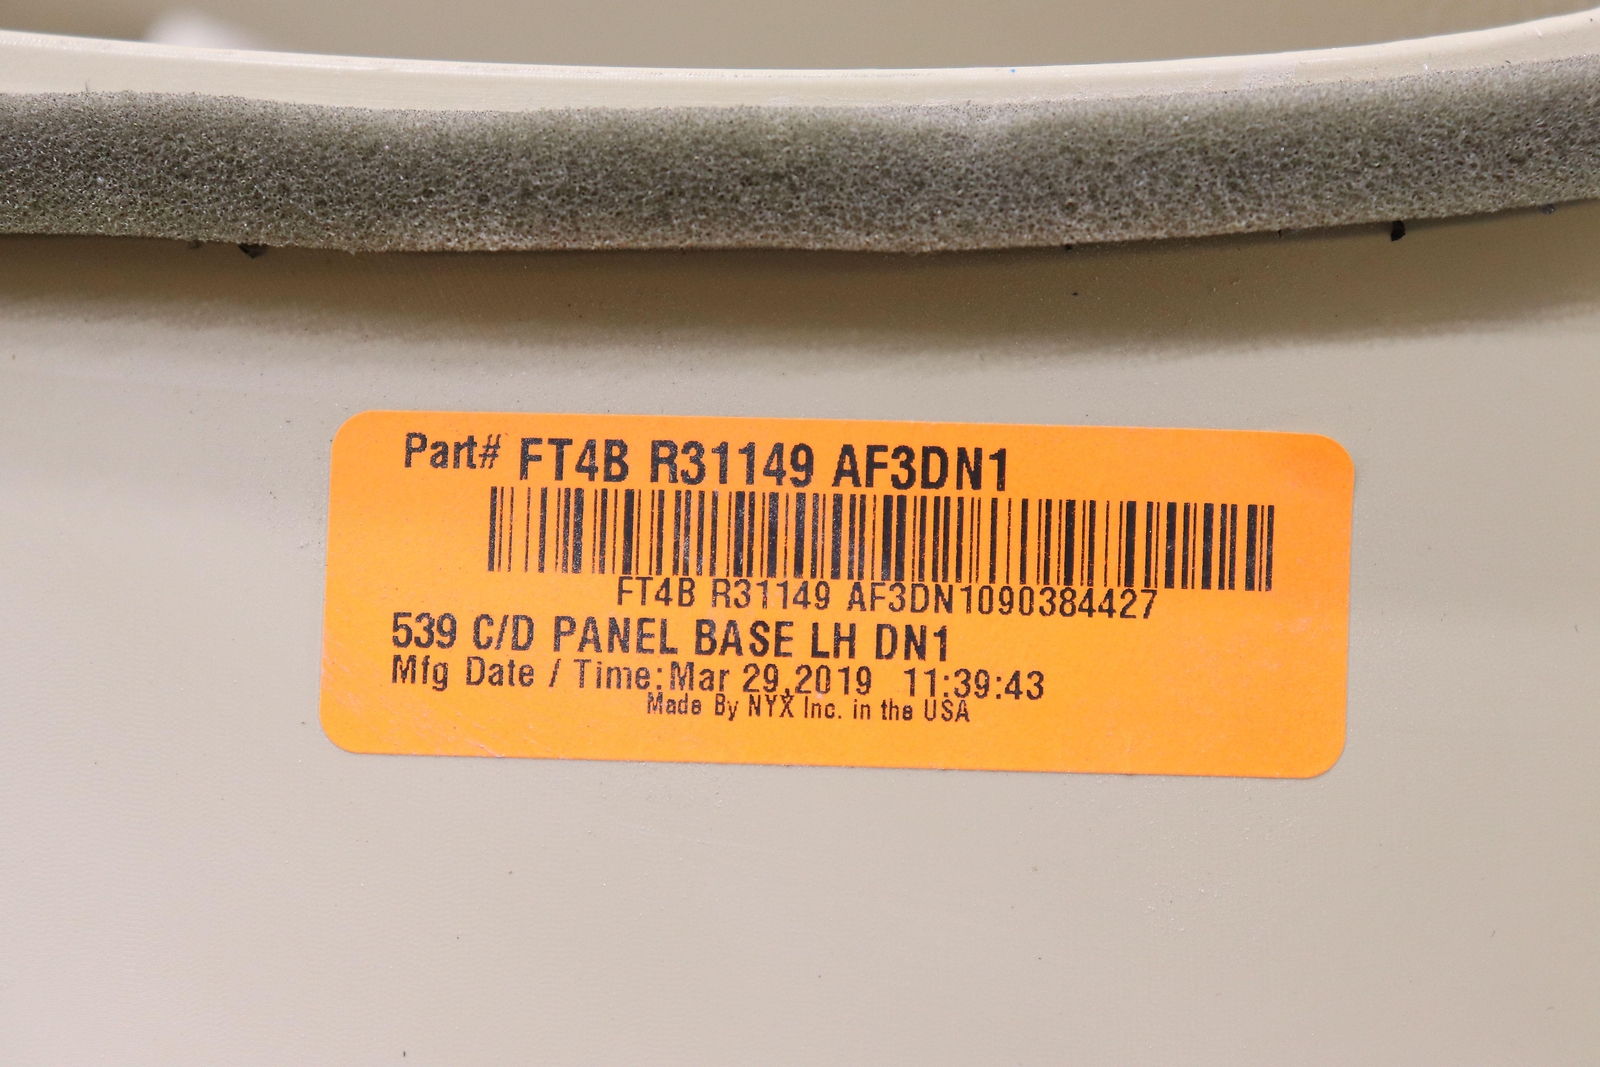 Part# FT4B R31149 AF3DN1
FT4B R31149 AF3DN1090384427
539 C/D PANEL BASE LH DN1
Mfg Date / Time:Mar 29,2019 11:39:43
Made By NYX Inc. in the USA